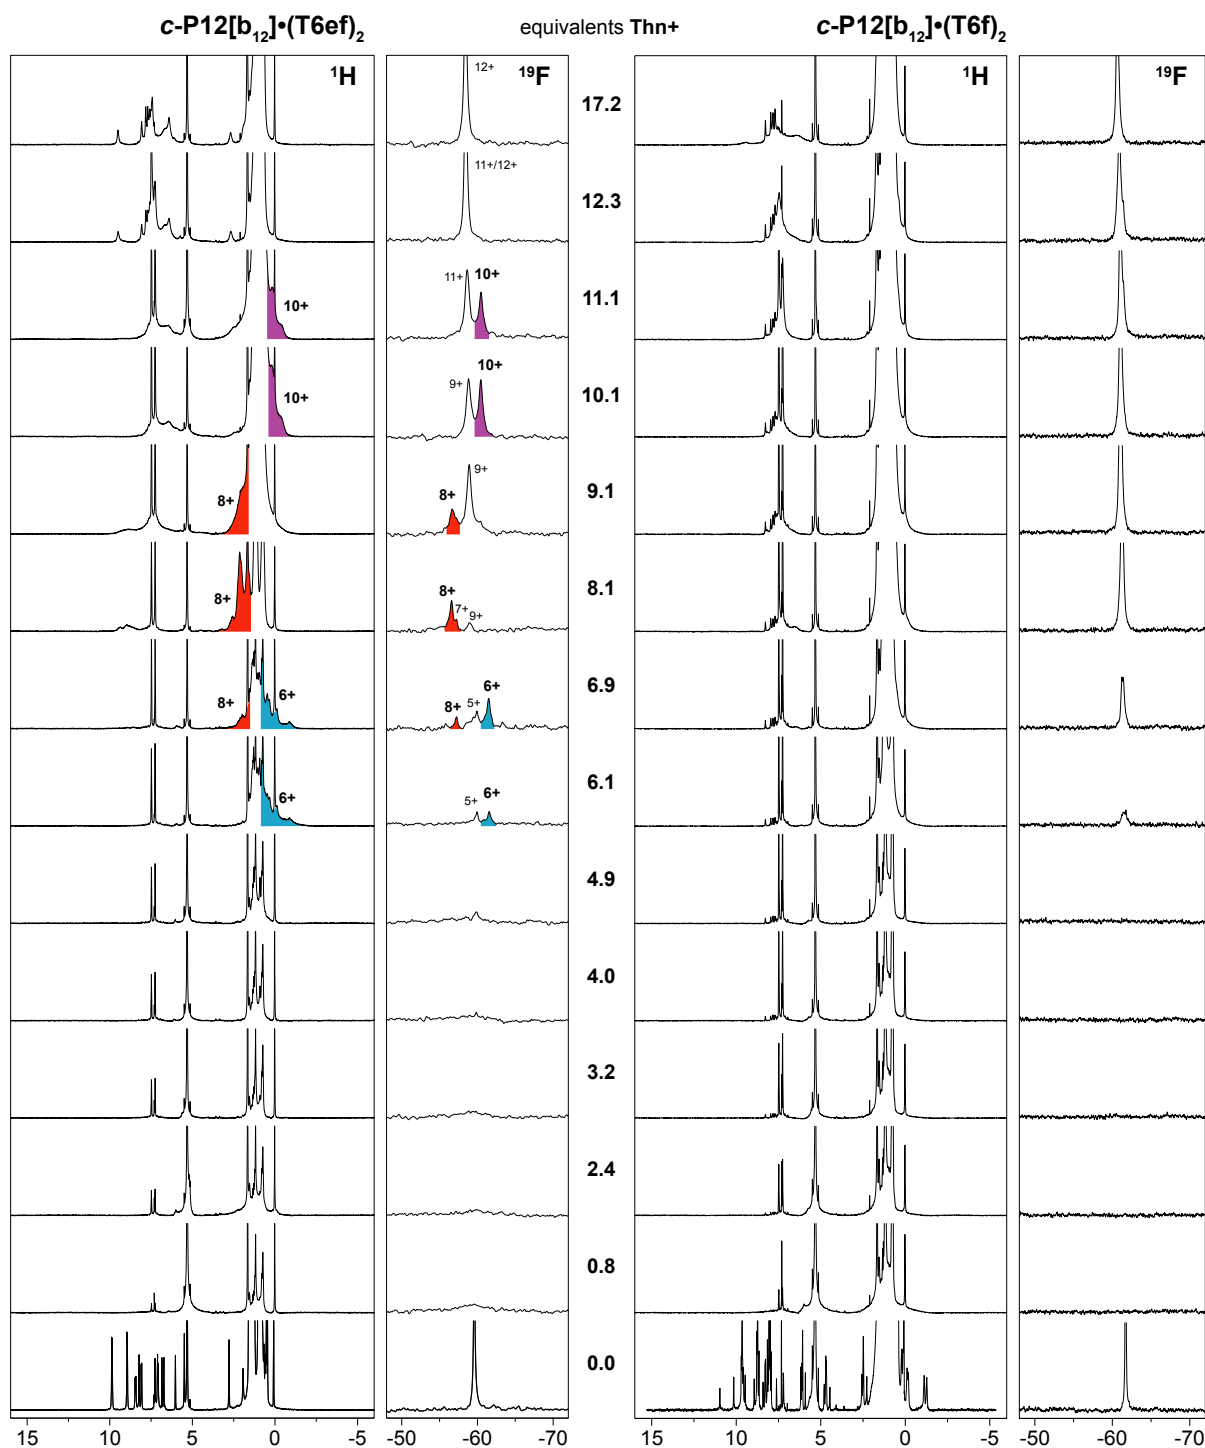 c-P12[b12]•(T6ef)2 equivalents Thn+ c-P12[b12]•(T6f)2
1H 12+ 19F 17.2 1H 19F
11+/12+ 12.3
10+ 11+ 10+ 11.1
10+ 9+ 10+ 10.1
8+ 8+ 9+ 9.1
8+ 8+ 7+ 9+ 8.1
8+ 6+ 8+ 5+ 6+ 6.9
6+ 5+ 6+ 6.1
4.9
4.0
3.2
2.4
0.8
0.0
15 10 5 0 -5 -50 -60 -70 15 10 5 0 -5 -50 -60 -70